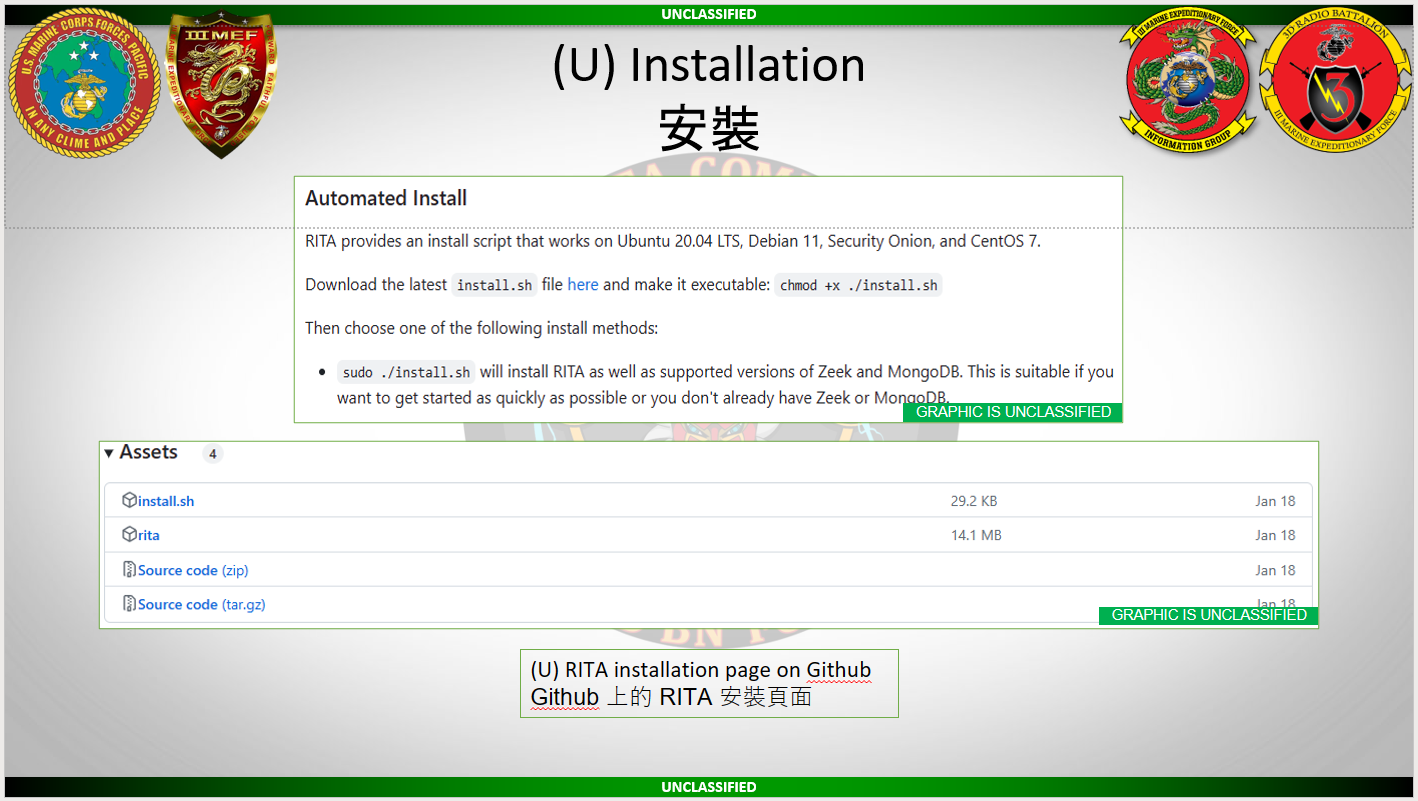 UNCLASSIFIED
U.S. MARINE CORPS FORCES PACIFIC
IN ANY CLIME AND PLACE
III MEF
III MARINE EXPEDITIONARY FORCE
INFORMATION GROUP
3D RADIO BATTALION
III MARINE EXPEDITIONARY FORCE
(U) Installation
安裝
Automated Install
RITA provides an install script that works on Ubuntu 20.04 LTS, Debian 11, Security Onion, and CentOS 7.
Download the latest install.sh file here and make it executable: chmod +x ./install.sh
Then choose one of the following install methods:
• sudo ./install.sh will install RITA as well as supported versions of Zeek and MongoDB. This is suitable if you
want to get started as quickly as possible or you don't already have Zeek or MongoDB.
GRAPHIC IS UNCLASSIFIED
Assets 4
install.sh 29.2 KB Jan 18
rita 14.1 MB Jan 18
Source code (zip) Jan 18
Source code (tar.gz) Jan 18
GRAPHIC IS UNCLASSIFIED
(U) RITA installation page on Github
Github 上的 RITA 安裝頁面
UNCLASSIFIED